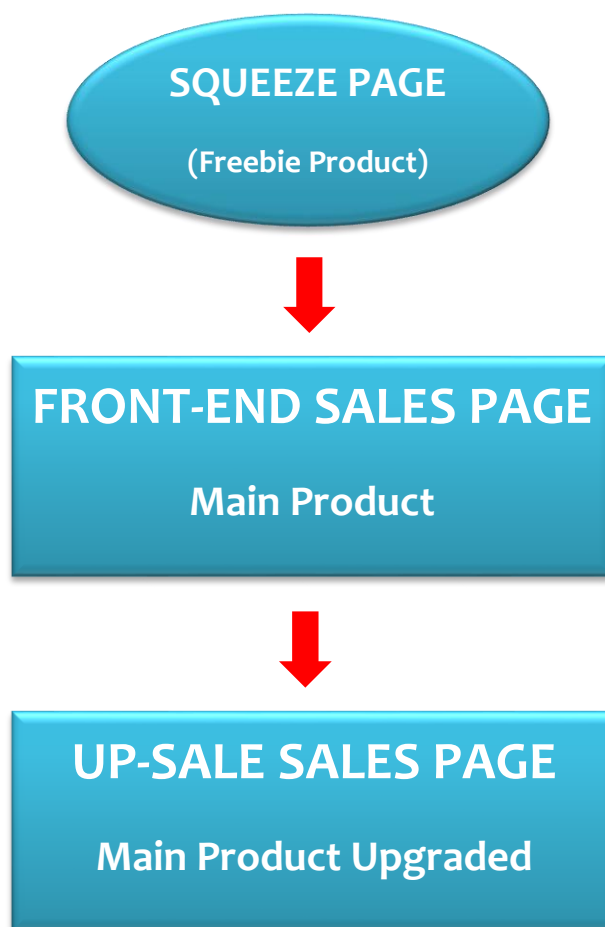 SQUEEZE PAGE
(Freebie Product)
FRONT-END SALES PAGE
Main Product
UP-SALE SALES PAGE
Main Product Upgraded